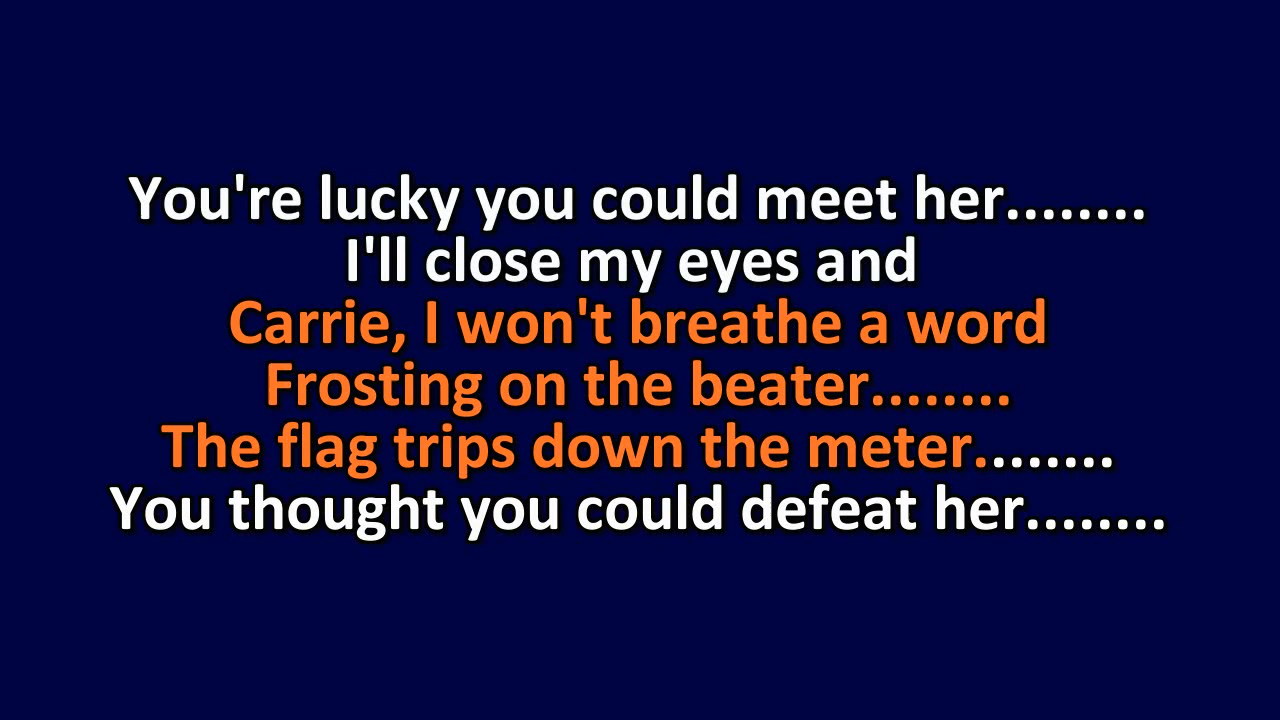 You're lucky you could meet her........
I'll close my eyes and
Carrie, I won't breathe a word
Frosting on the beater........
The flag trips down the meter........
You thought you could defeat her........